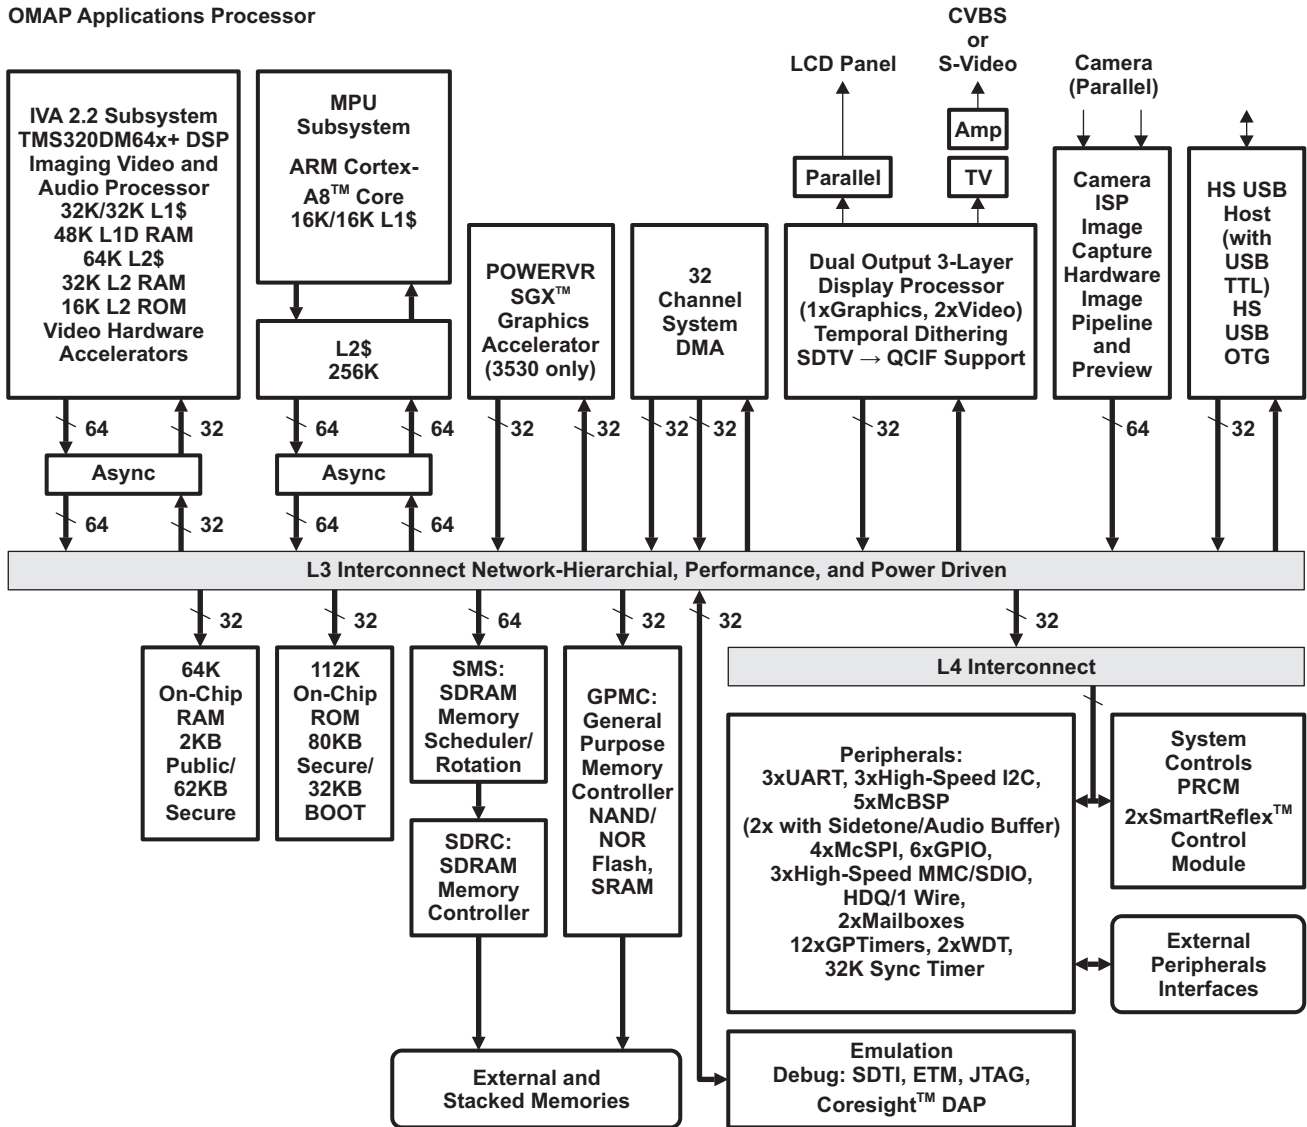 OMAP Applications Processor
CVBS
or
S-Video
LCD Panel
Camera
(Parallel)
IVA 2.2 Subsystem
TMS320DM64x+ DSP
Imaging Video and
Audio Processor
32K/32K L1$
48K L1D RAM
64K L2$
32K L2 RAM
16K L2 ROM
Video Hardware
Accelerators
MPU
Subsystem
ARM Cortex-
A8™ Core
16K/16K L1$
L2$
256K
POWERVR
SGX™
Graphics
Accelerator
(3530 only)
32
Channel
System
DMA
Parallel
Amp
TV
Dual Output 3-Layer
Display Processor
(1xGraphics, 2xVideo)
Temporal Dithering
SDTV → QCIF Support
Camera
ISP
Image
Capture
Hardware
Image
Pipeline
and
Preview
HS USB
Host
(with
USB
TTL)
HS
USB
OTG
64
32
64
64
32
32
32
32
32
64
32
Async
Async
64
32
64
64
L3 Interconnect Network-Hierarchial, Performance, and Power Driven
32
32
64
32
32
32
64K
On-Chip
RAM
2KB
Public/
62KB
Secure
112K
On-Chip
ROM
80KB
Secure/
32KB
BOOT
SMS:
SDRAM
Memory
Scheduler/
Rotation
SDRC:
SDRAM
Memory
Controller
GPMC:
General
Purpose
Memory
Controller
NAND/
NOR
Flash,
SRAM
L4 Interconnect
Peripherals:
3xUART, 3xHigh-Speed I2C,
5xMcBSP
(2x with Sidetone/Audio Buffer)
4xMcSPI, 6xGPIO,
3xHigh-Speed MMC/SDIO,
HDQ/1 Wire,
2xMailboxes
12xGPTimers, 2xWDT,
32K Sync Timer
System
Controls
PRCM
2xSmartReflex™
Control
Module
External
Peripherals
Interfaces
External and
Stacked Memories
Emulation
Debug: SDTI, ETM, JTAG,
Coresight™ DAP